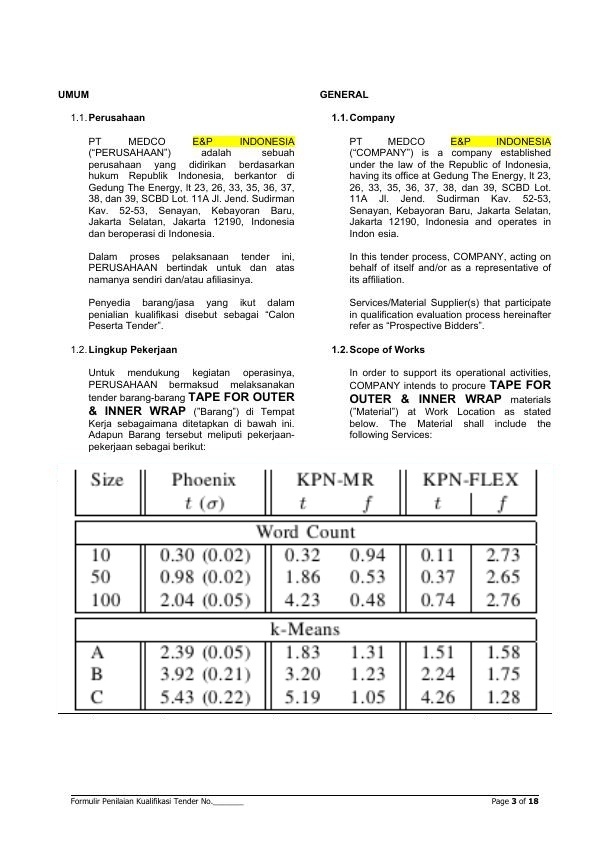 UMUM
1.1. Perusahaan
PT MEDCO E&P INDONESIA
("PERUSAHAAN") adalah sebuah
perusahaan yang didirikan berdasarkan
hukum Republik Indonesia, berkantor di
Gedung The Energy, lt 23, 26, 33, 35, 36, 37,
38, dan 39, SCBD Lot. 11A Jl. Jend. Sudirman
Kav. 52-53, Senayan, Kebayoran Baru,
Jakarta Selatan, Jakarta 12190, Indonesia
dan beroperasi di Indonesia.
Dalam proses pelaksanaan tender ini,
PERUSAHAAN bertindak untuk dan atas
namanya sendiri dan/atau afiliasinya.
Penyedia barang/jasa yang ikut dalam
penialian kualifikasi disebut sebagai "Calon
Peserta Tender".
1.2. Lingkup Pekerjaan
Untuk mendukung kegiatan operasinya,
PERUSAHAAN bermaksud melaksanakan
tender barang-barang TAPE FOR OUTER
& INNER WRAP ("Barang") di Tempat
Kerja sebagaimana ditetapkan di bawah ini.
Adapun Barang tersebut meliputi pekerjaan-
pekerjaan sebagai berikut:
GENERAL
1.1. Company
PT MEDCO E&P INDONESIA
("COMPANY") is a company established
under the law of the Republic of Indonesia,
having its office at Gedung The Energy, lt 23,
26, 33, 35, 36, 37, 38, dan 39, SCBD Lot.
11A Jl. Jend. Sudirman Kav. 52-53,
Senayan, Kebayoran Baru, Jakarta Selatan,
Jakarta 12190, Indonesia and operates in
Indon esia.
In this tender process, COMPANY, acting on
behalf of itself and/or as a representative of
its affiliation.
Services/Material Supplier(s) that participate
in qualification evaluation process hereinafter
refer as "Prospective Bidders".
1.2. Scope of Works
In order to support its operational activities,
COMPANY intends to procure TAPE FOR
OUTER & INNER WRAP materials
("Material") at Work Location as stated
below. The Material shall include the
following Services:
Size Phoenix KPN-MR KPN-FLEX
t (σ) t f t f
Word Count
10 0.30 (0.02) 0.32 0.94 0.11 2.73
50 0.98 (0.02) 1.86 0.53 0.37 2.65
100 2.04 (0.05) 4.23 0.48 0.74 2.76
k-Means
A 2.39 (0.05) 1.83 1.31 1.51 1.58
B 3.92 (0.21) 3.20 1.23 2.24 1.75
C 5.43 (0.22) 5.19 1.05 4.26 1.28
Formulir Penilaian Kualifikasi Tender No._______ Page 3 of 18